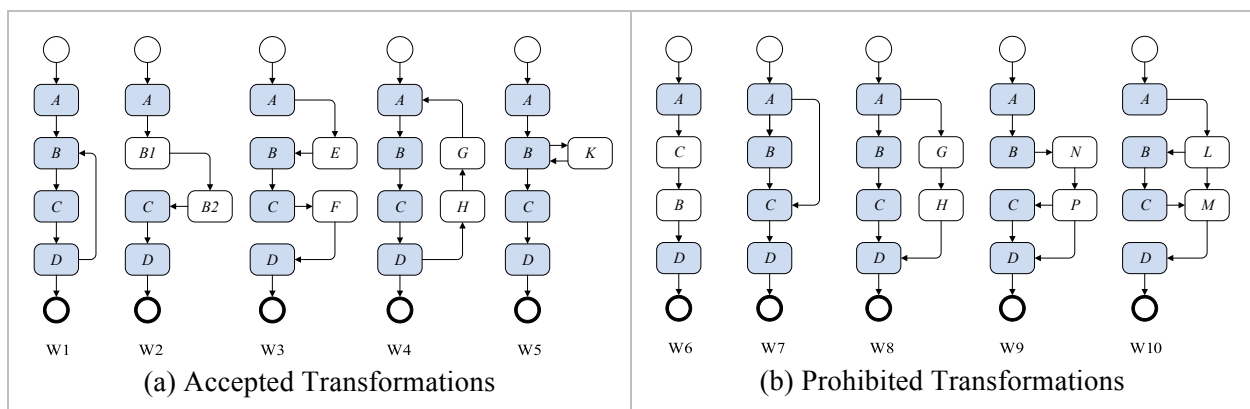 A A A A A
B B1 B E B G B K
C C B2 C F C H C
D D D D D
W1 W2 W3 W4 W5
(a) Accepted Transformations
A A A A A
C B B G B N B L
B C C H C P C M
D D D D D
W6 W7 W8 W9 W10
(b) Prohibited Transformations